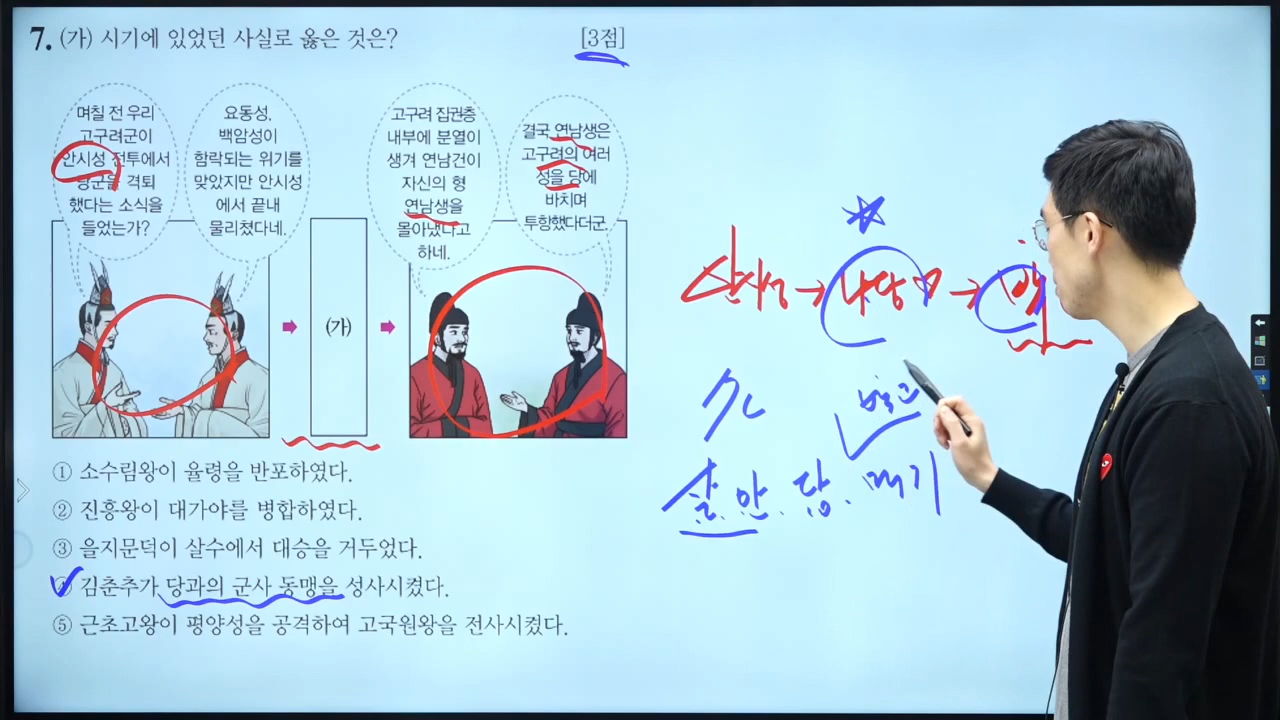 7. (가) 시기에 있었던 사실로 옳은 것은?
[3점]
며칠 전 우리
고구려군이
안시성 전투에서
당군을 격퇴
했다는 소식을
들었는가?
요동성,
백암성이
함락되는 위기를
맞았지만 안시성
에서 끝내
물리쳤다네.
고구려 집권층
내부에 분열이
생겨 연남건이
자신의 형
연남생을
몰아냈다고
하네.
결국 연남생은
고구려의 여러
성을 당에
바치며
투항했다더군.
(가)
① 소수림왕이 율령을 반포하였다.
② 진흥왕이 대가야를 병합하였다.
③ 을지문덕이 살수에서 대승을 거두었다.
④ 김춘추가 당과의 군사 동맹을 성사시켰다.
⑤ 근초고왕이 평양성을 공격하여 고국원왕을 전사시켰다.
안시성 → 나당 →
살. 안. 당. 매기